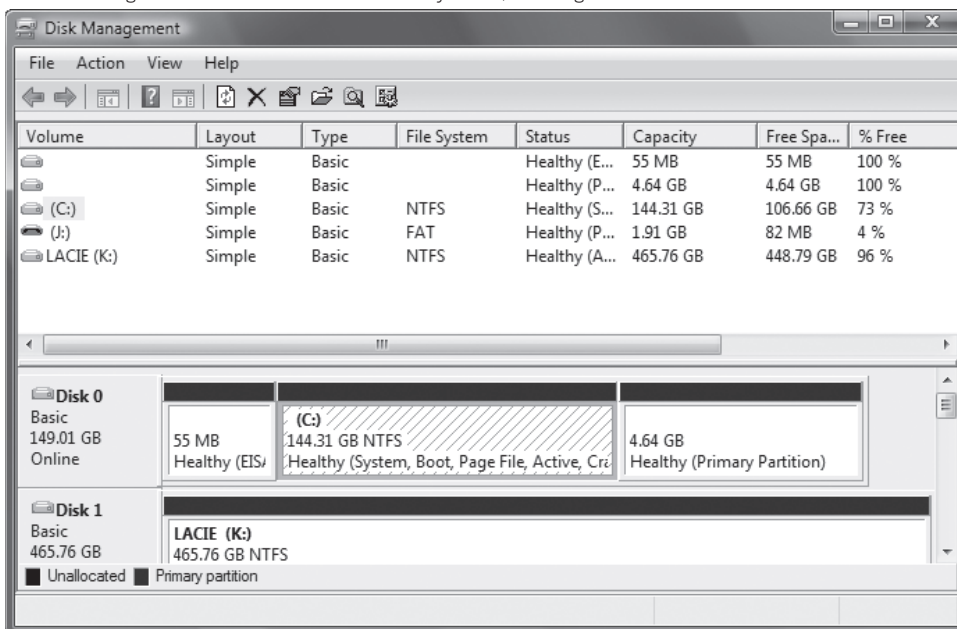 Disk Management
File Action View Help
Volume Layout Type File System Status Capacity Free Spa... % Free
Simple Basic Healthy (E... 55 MB 55 MB 100 %
Simple Basic Healthy (P... 4.64 GB 4.64 GB 100 %
(C:) Simple Basic NTFS Healthy (S... 144.31 GB 106.66 GB 73 %
(J:) Simple Basic FAT Healthy (P... 1.91 GB 82 MB 4 %
LACIE (K:) Simple Basic NTFS Healthy (A... 465.76 GB 448.79 GB 96 %
Disk 0
Basic
149.01 GB
Online
55 MB
Healthy (EIS
(C:)
144.31 GB NTFS
Healthy (System, Boot, Page File, Active, Cra
4.64 GB
Healthy (Primary Partition)
Disk 1
Basic
465.76 GB
LACIE (K:)
465.76 GB NTFS
Unallocated Primary partition